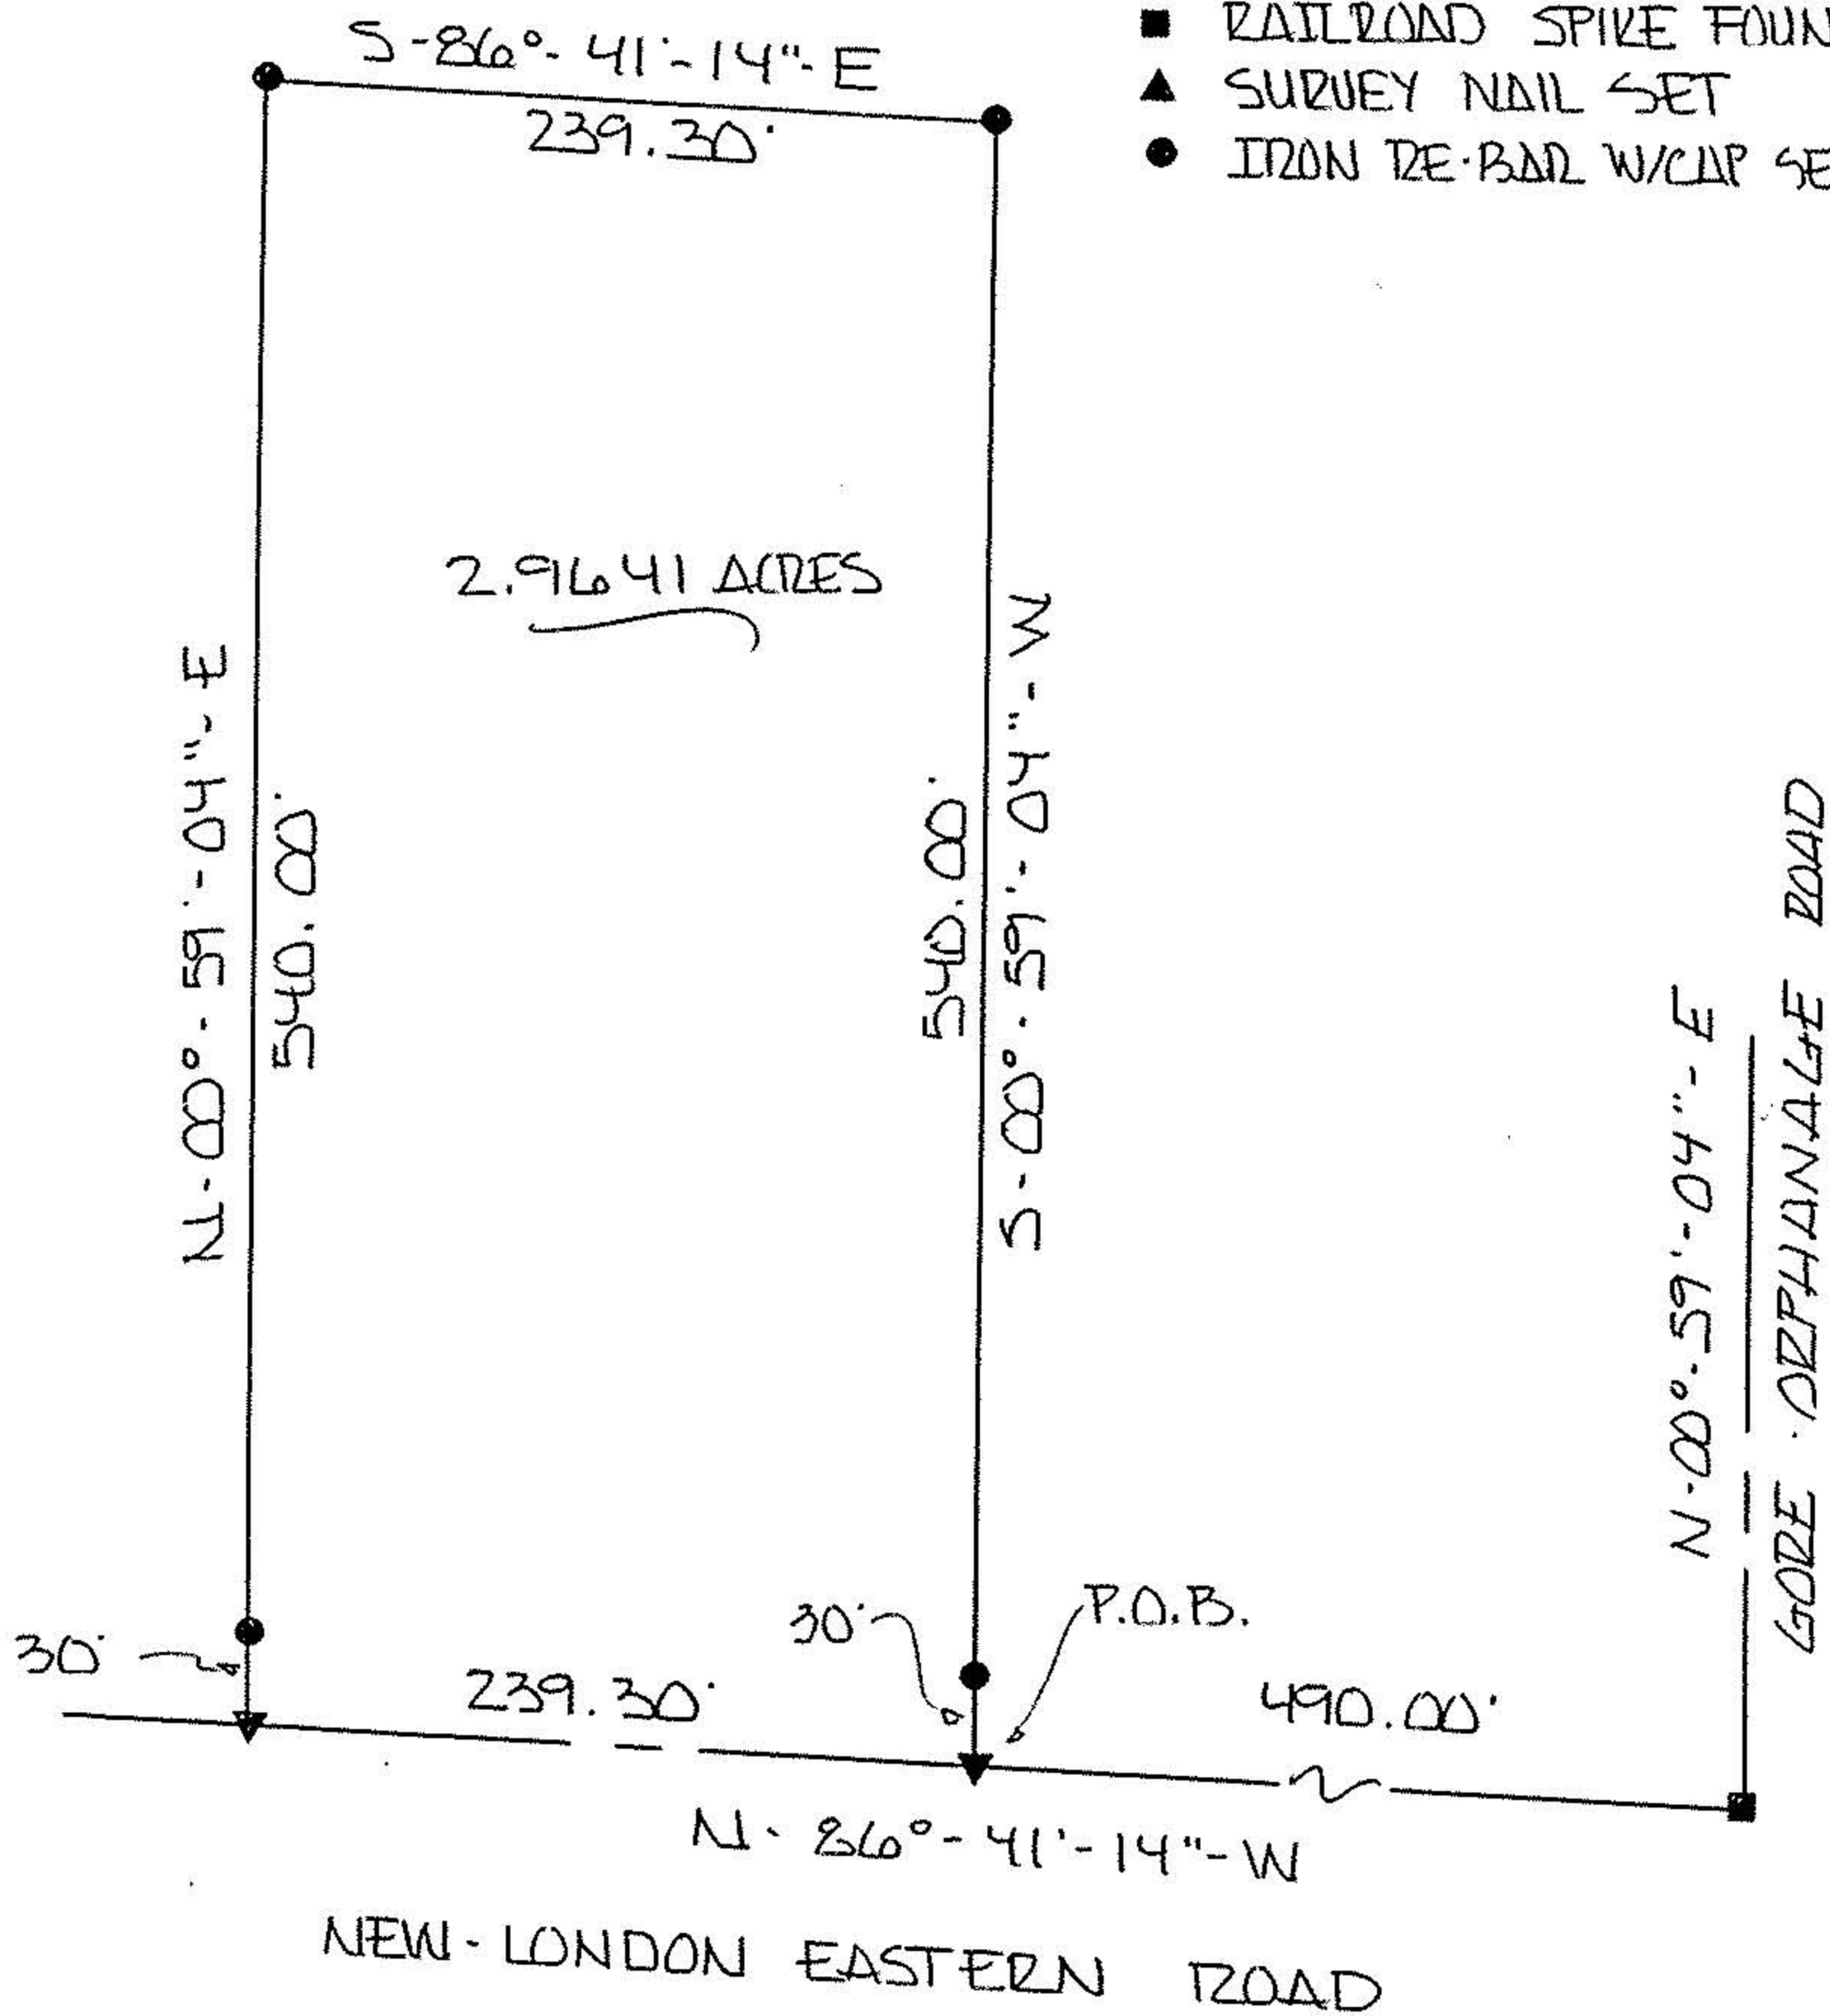 ■ RAILROAD SPIKE FOUN
▲ SURVEY NAIL SET
● IRON RE-BAR W/CAP SE
S-86°-41'-14"-E
239.30'
2.9641 ACRES
N-00°-59'-04"-E
540.00'
540.00'
S-00°-59'-04"-W
N-00°-59'-04"-E
GORE-ORPHANAGE ROAD
30'
239.30'
30'
P.O.B.
490.00'
N-86°-41'-14"-W
NEW-LONDON EASTERN ROAD